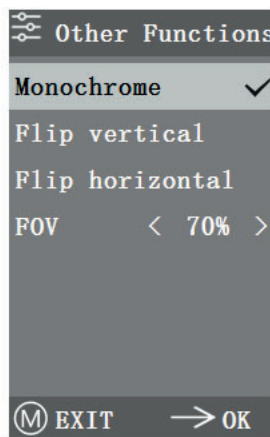 Other Functions
Monochrome
Flip vertical
Flip horizontal
FOV < 70% >
M EXIT → OK